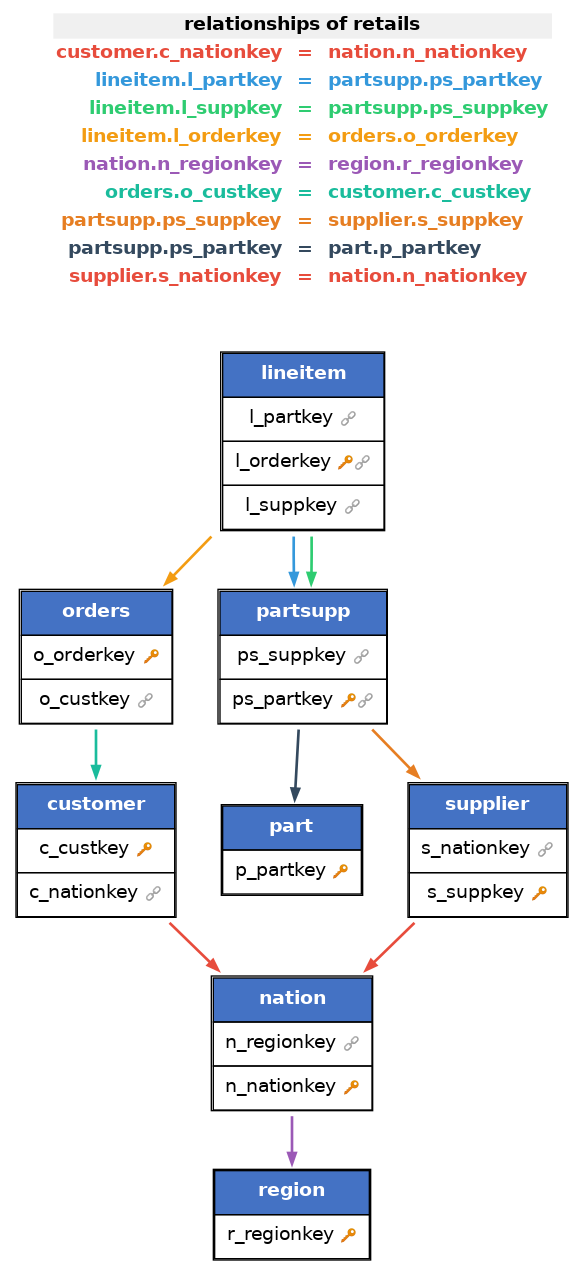 relationships of retails
customer.c_nationkey = nation.n_nationkey
lineitem.l_partkey = partsupp.ps_partkey
lineitem.l_suppkey = partsupp.ps_suppkey
lineitem.l_orderkey = orders.o_orderkey
nation.n_regionkey = region.r_regionkey
orders.o_custkey = customer.c_custkey
partsupp.ps_suppkey = supplier.s_suppkey
partsupp.ps_partkey = part.p_partkey
supplier.s_nationkey = nation.n_nationkey
lineitem
l_partkey
l_orderkey
l_suppkey
orders
o_orderkey
o_custkey
partsupp
ps_suppkey
ps_partkey
customer
c_custkey
c_nationkey
part
p_partkey
supplier
s_nationkey
s_suppkey
nation
n_regionkey
n_nationkey
region
r_regionkey